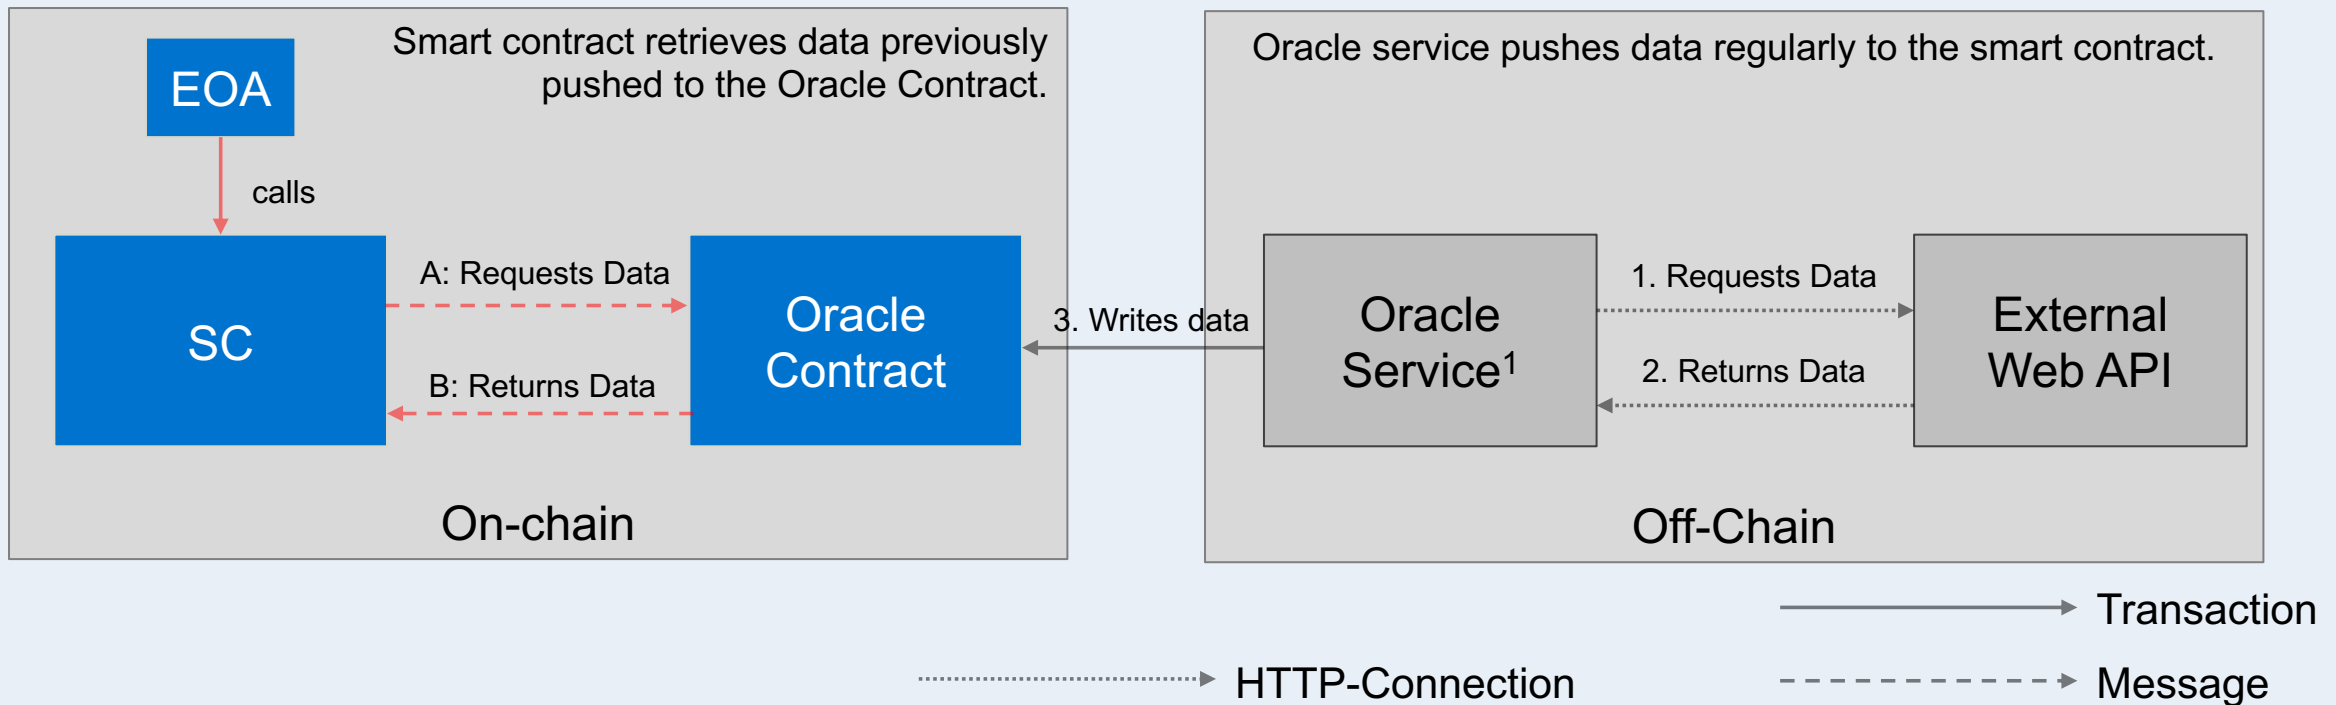 Smart contract retrieves data previously
pushed to the Oracle Contract.
EOA
calls
SC
A: Requests Data
B: Returns Data
Oracle
Contract
On-chain
3. Writes data
Oracle service pushes data regularly to the smart contract.
Oracle
Service¹
1. Requests Data
2. Returns Data
External
Web API
Off-Chain
Transaction
HTTP-Connection
Message